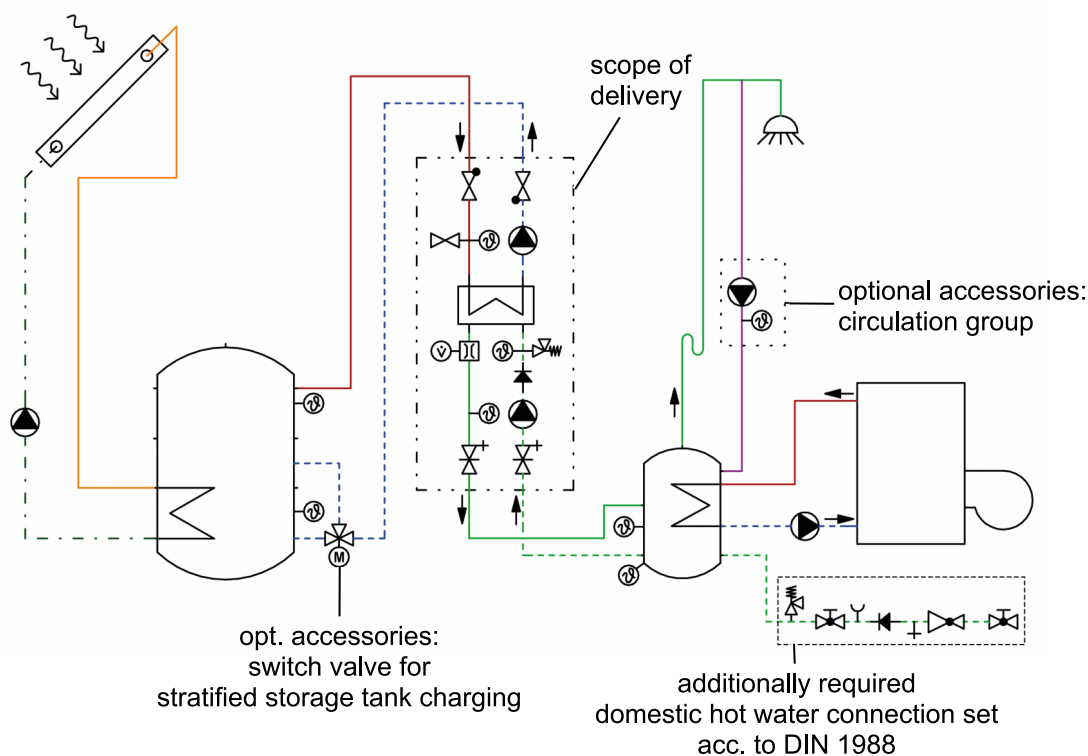 scope of
delivery
ϑ
optional accessories:
circulation group
V̇
ϑ
ϑ
ϑ
ϑ
ϑ
ϑ
ϑ
M
opt. accessories:
switch valve for
stratified storage tank charging
additionally required
domestic hot water connection set
acc. to DIN 1988